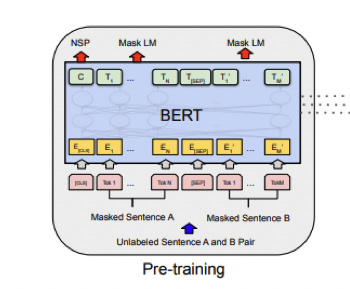 NSP Mask LM Mask LM
C T1 ... TN T[SEP] T1' ... TM'
BERT
E[CLS] E1 ... EN E[SEP] E1' ... EM'
[CLS] Tok 1 ... Tok N [SEP] Tok 1 ... TokM
Masked Sentence A Masked Sentence B
Unlabeled Sentence A and B Pair
Pre-training